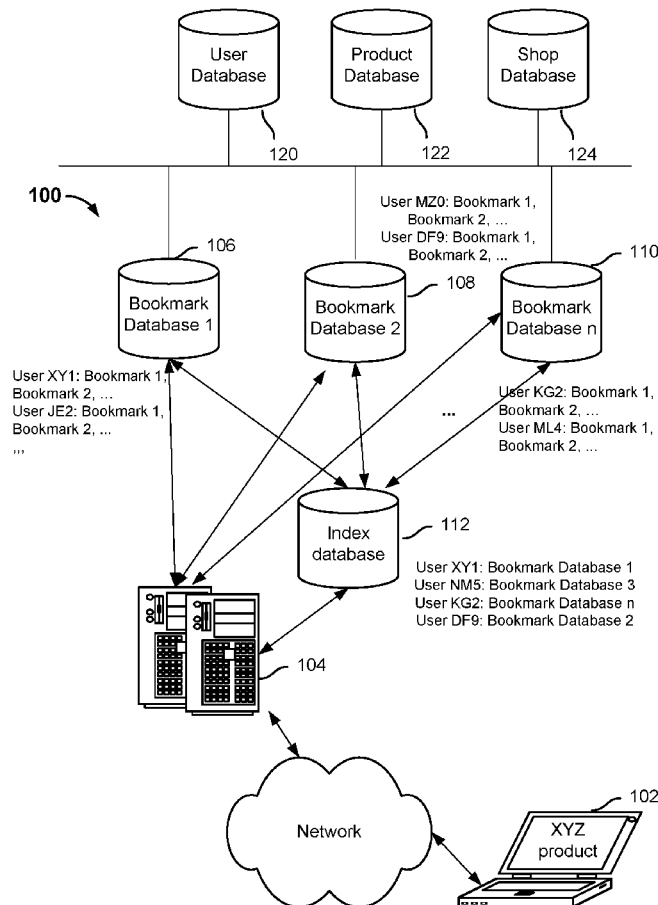 User
Database
Product
Database
Shop
Database
120
122
124
100
User MZ0: Bookmark 1,
Bookmark 2, ...
User DF9: Bookmark 1,
Bookmark 2, ...
106
108
110
Bookmark
Database 1
Bookmark
Database 2
Bookmark
Database n
User XY1: Bookmark 1,
Bookmark 2, ...
User JE2: Bookmark 1,
Bookmark 2, ...
,,,
...
User KG2: Bookmark 1,
Bookmark 2, ...
User ML4: Bookmark 1,
Bookmark 2, ...
Index
database
112
User XY1: Bookmark Database 1
User NM5: Bookmark Database 3
User KG2: Bookmark Database n
User DF9: Bookmark Database 2
104
Network
102
XYZ
product